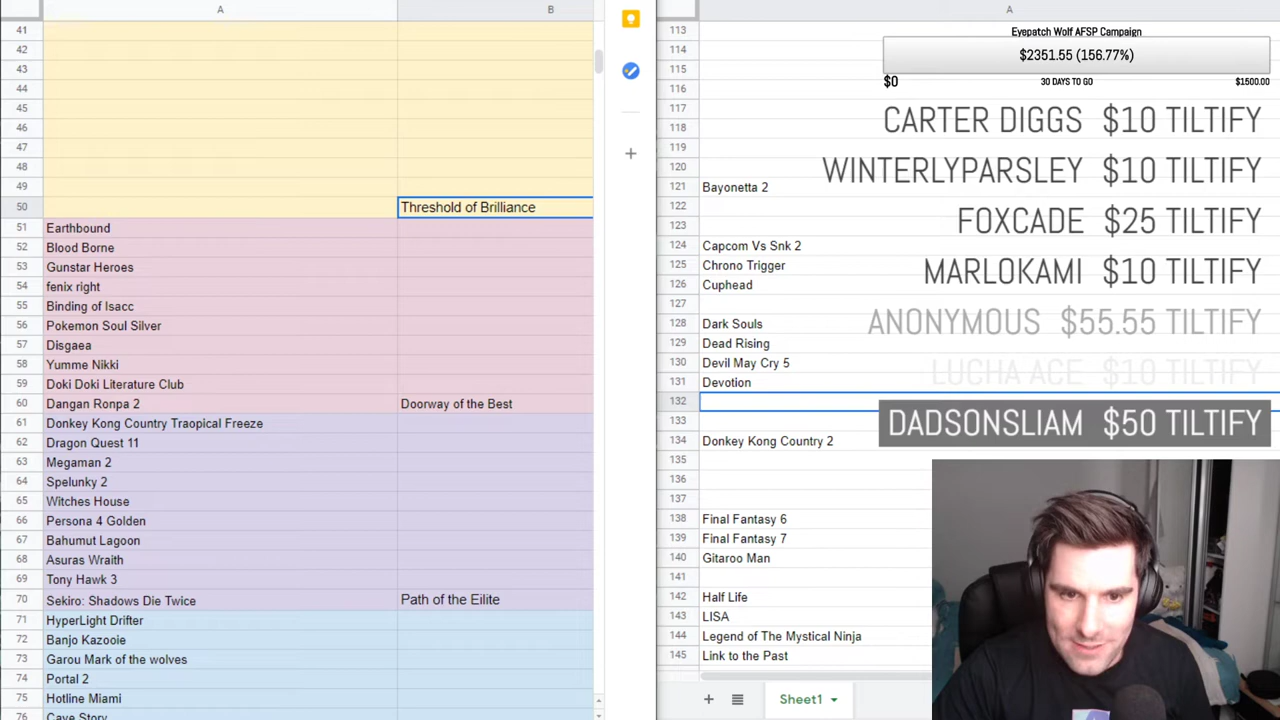 A
B
41
42
43
44
45
46
47
48
49
50 Threshold of Brilliance
51 Earthbound
52 Blood Borne
53 Gunstar Heroes
54 fenix right
55 Binding of Isacc
56 Pokemon Soul Silver
57 Disgaea
58 Yumme Nikki
59 Doki Doki Literature Club
60 Dangan Ronpa 2 Doorway of the Best
61 Donkey Kong Country Traopical Freeze
62 Dragon Quest 11
63 Megaman 2
64 Spelunky 2
65 Witches House
66 Persona 4 Golden
67 Bahumut Lagoon
68 Asuras Wraith
69 Tony Hawk 3
70 Sekiro: Shadows Die Twice Path of the Eilite
71 HyperLight Drifter
72 Banjo Kazooie
73 Garou Mark of the wolves
74 Portal 2
75 Hotline Miami
76 Cave Story
A
113
114
115
116
117
118
119
120
121 Bayonetta 2
122
123
124 Capcom Vs Snk 2
125 Chrono Trigger
126 Cuphead
127
128 Dark Souls
129 Dead Rising
130 Devil May Cry 5
131 Devotion
132
133
134 Donkey Kong Country 2
135
136
137
138 Final Fantasy 6
139 Final Fantasy 7
140 Gitaroo Man
141
142 Half Life
143 LISA
144 Legend of The Mystical Ninja
145 Link to the Past
Sheet1
Eyepatch Wolf AFSP Campaign
$2351.55 (156.77%)
$0 30 DAYS TO GO $1500.00
CARTER DIGGS $10 TILTIFY
WINTERLYPARSLEY $10 TILTIFY
FOXCADE $25 TILTIFY
MARLOKAMI $10 TILTIFY
ANONYMOUS $55.55 TILTIFY
LUCHA ACE $10 TILTIFY
DADSONSLIAM $50 TILTIFY